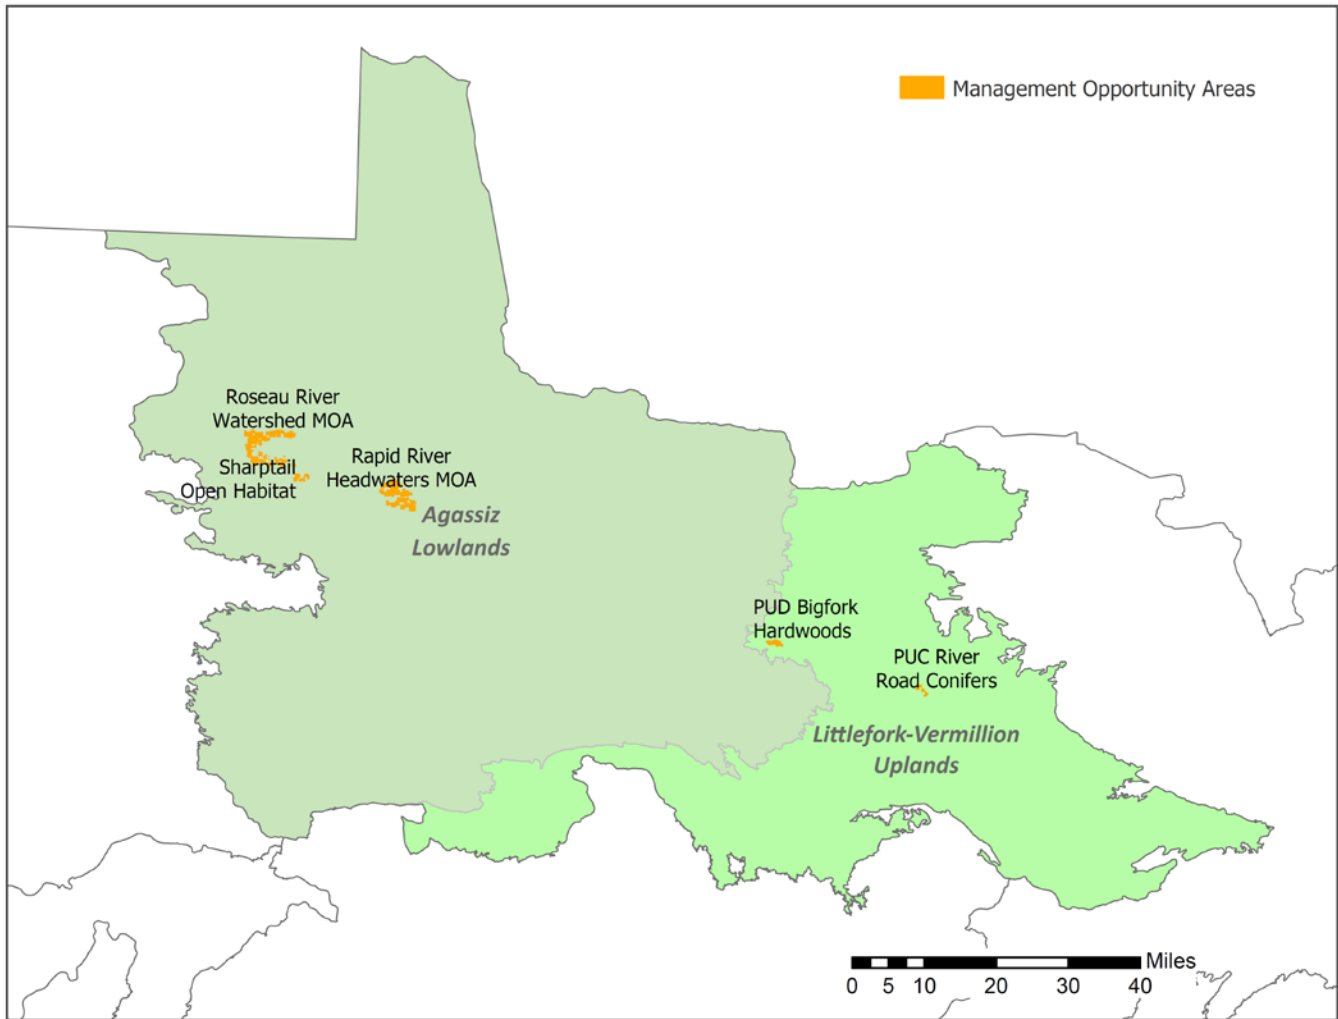 Management Opportunity Areas
Roseau River
Watershed MOA
Sharptail
Open Habitat
Rapid River
Headwaters MOA
Agassiz
Lowlands
PUD Bigfork
Hardwoods
PUC River
Road Conifers
Littlefork-Vermillion
Uplands
Miles
0 5 10 20 30 40